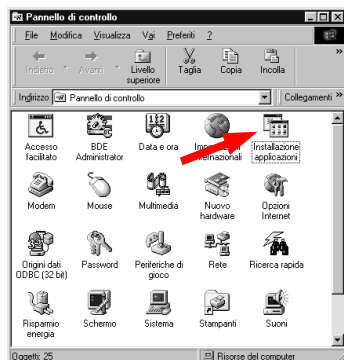 Pannello di controllo
File Modifica Visualizza Vai Preferiti ?
Indietro Avanti Livello superiore Taglia Copia Incolla »
Indirizzo Pannello di controllo Collegamenti »
Accesso facilitato
BDE Administrator
Data e ora
Installazione applicazioni
Modem
Mouse
Multimedia
Nuovo hardware
Opzioni Internet
Origini dati ODBC (32 bit)
Password
Periferiche di gioco
Rete
Ricerca rapida
Risparmio energia
Schermo
Sistema
Stampanti
Suoni
Oggetti: 25 Risorse del computer